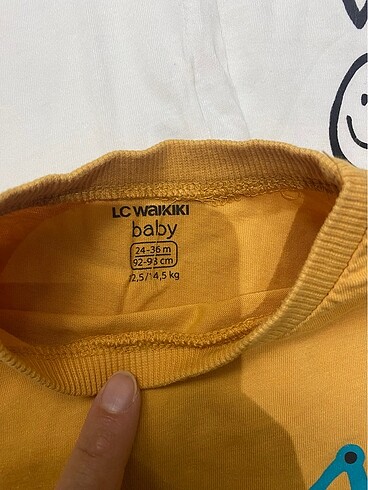 LC WAIKIKI
baby
24-36 m
92-98 cm
12,5/14,5 kg